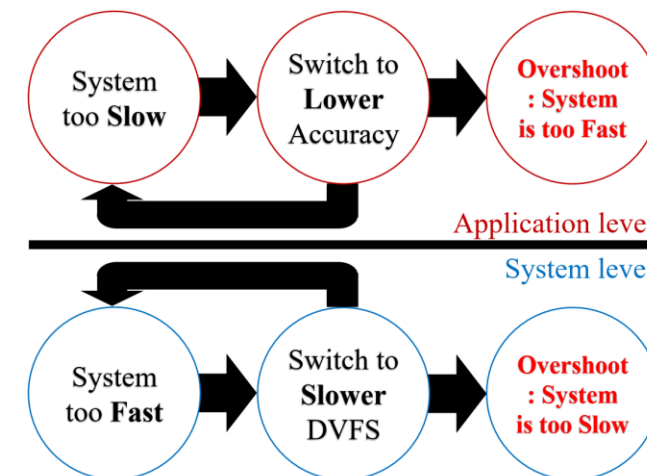 System
too Slow
Switch to
Lower
Accuracy
Overshoot
: System
is too Fast
Application leve
System leve
System
too Fast
Switch to
Slower
DVFS
Overshoot
: System
is too Slow